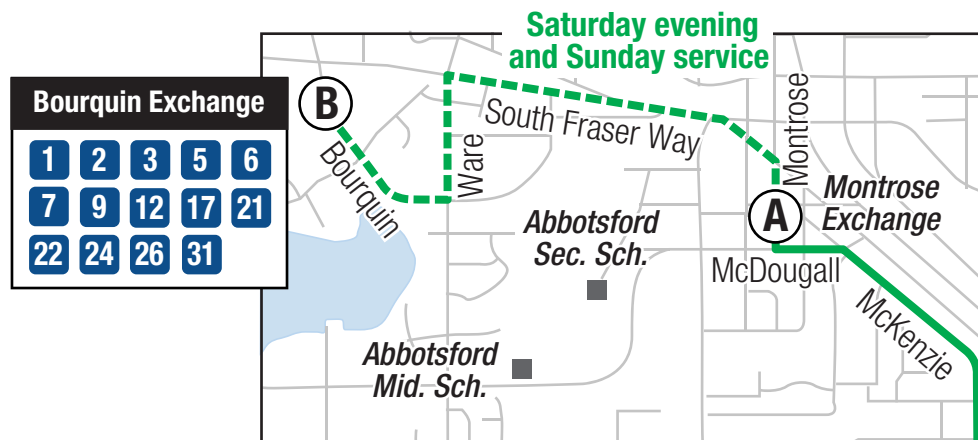 Saturday evening
and Sunday service
Bourquin Exchange
1 2 3 5 6
7 9 12 17 21
22 24 26 31
B
Bourquin
Ware
South Fraser Way
Montrose
A
Montrose
Exchange
Abbotsford
Sec. Sch.
McDougall
McKenzie
Abbotsford
Mid. Sch.